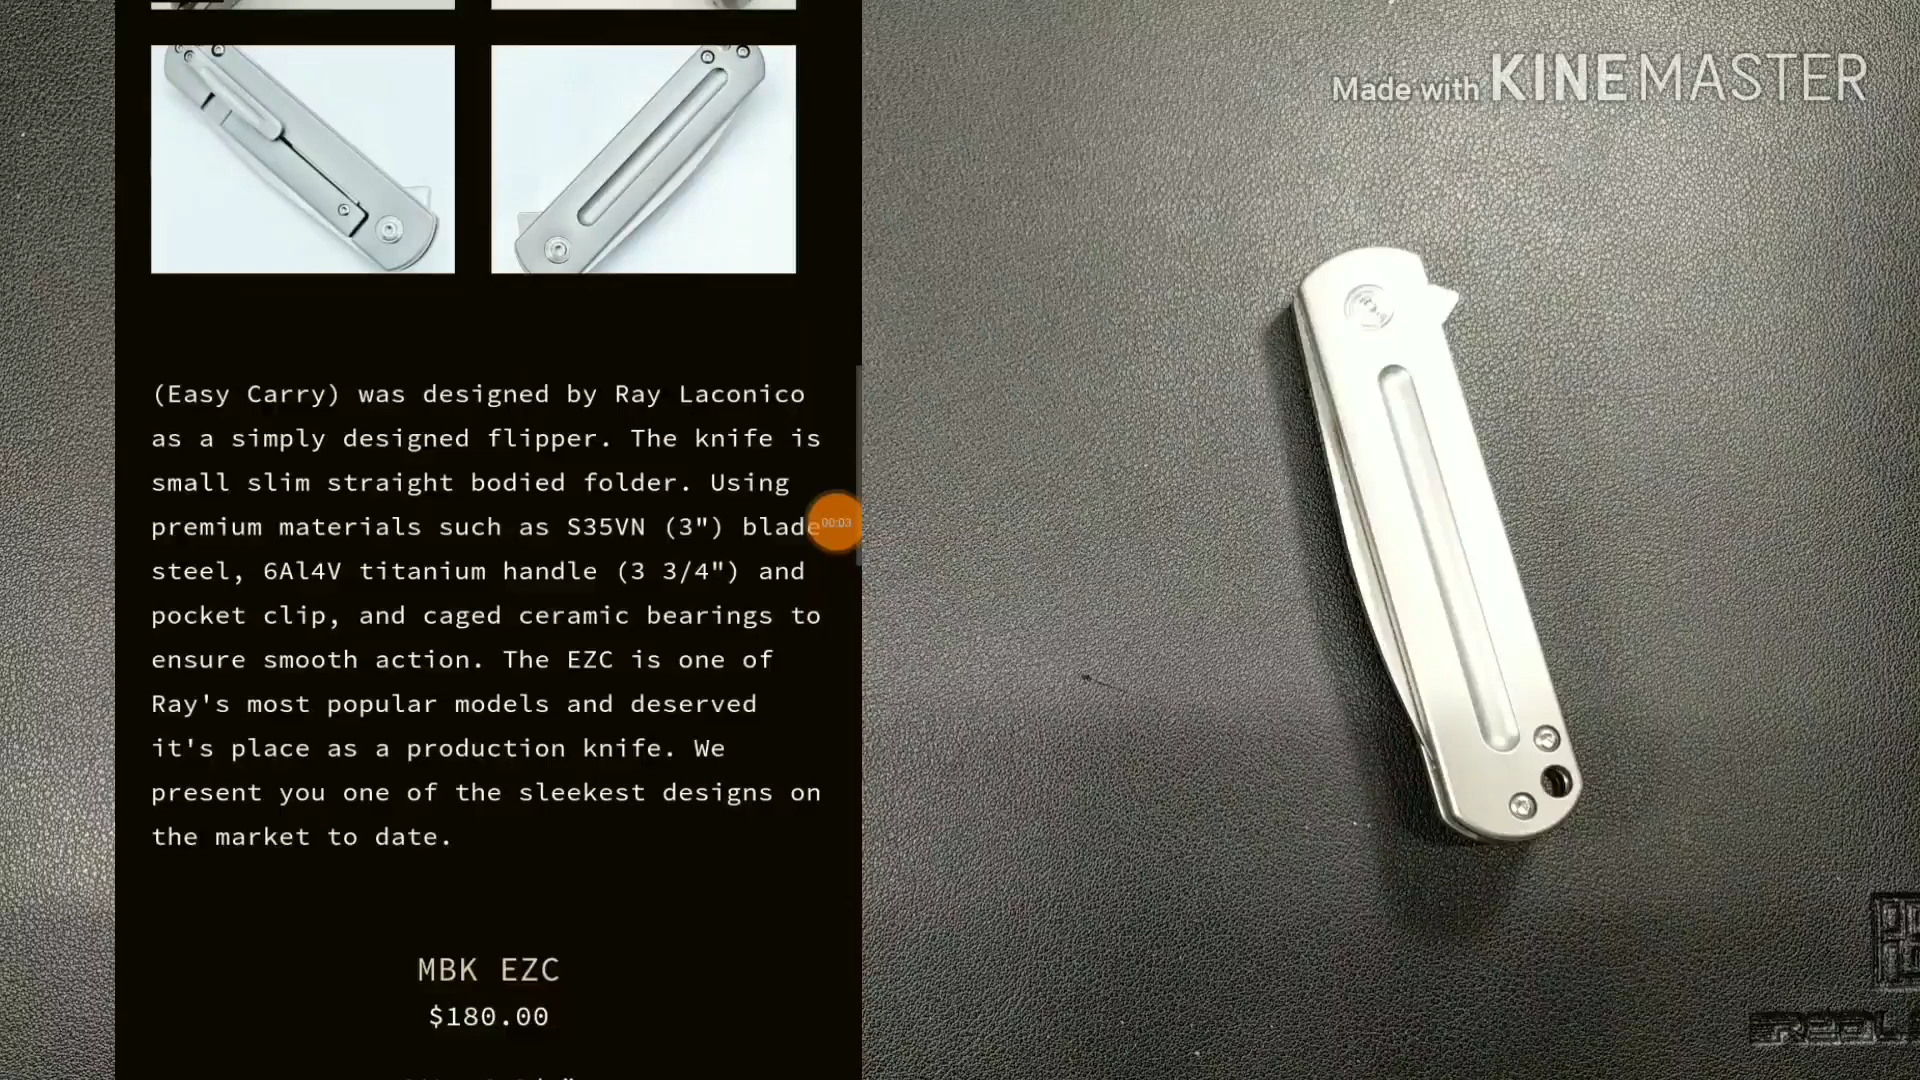 Made with KINEMASTER
(Easy Carry) was designed by Ray Laconico
as a simply designed flipper. The knife is
small slim straight bodied folder. Using
premium materials such as S35VN (3") blade
00:03
steel, 6Al4V titanium handle (3 3/4") and
pocket clip, and caged ceramic bearings to
ensure smooth action. The EZC is one of
Ray's most popular models and deserved
it's place as a production knife. We
present you one of the sleekest designs on
the market to date.
MBK EZC
$180.00